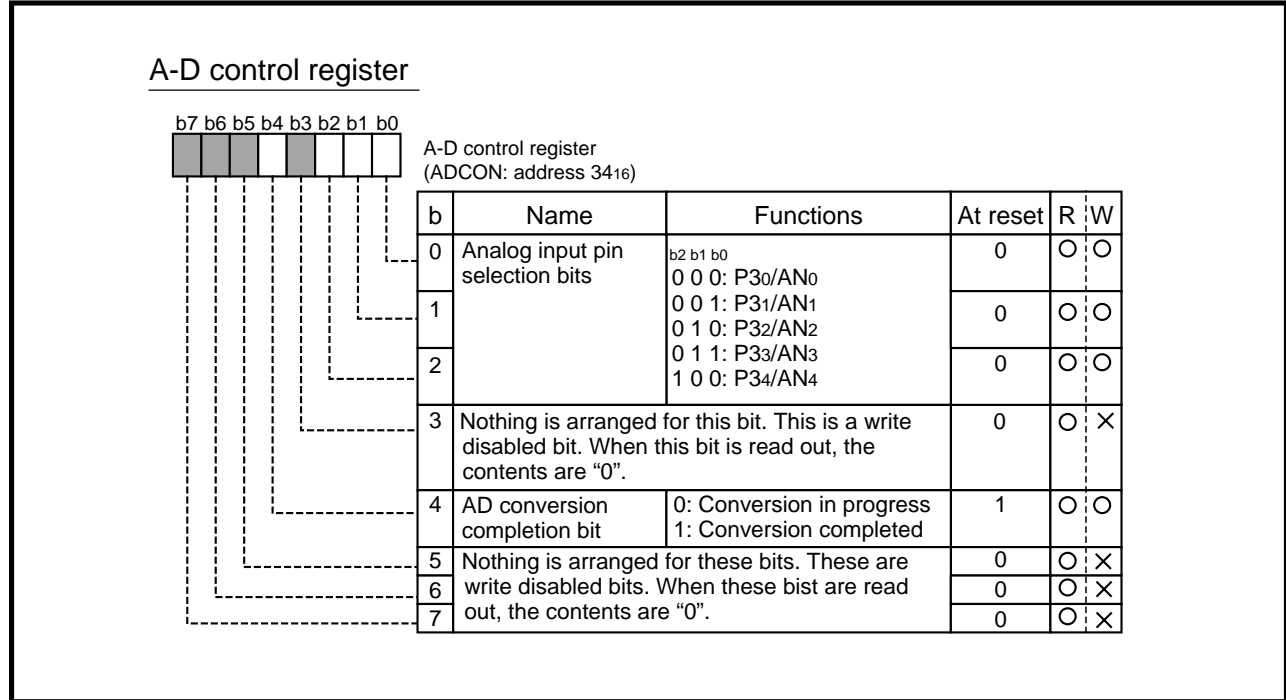 A-D control register
b7 b6 b5 b4 b3 b2 b1 b0
A-D control register
(ADCON: address 3416)
b Name Functions At reset R W
0 Analog input pin selection bits b2 b1 b0 0 O O
0 0 0: P30/AN0
0 0 1: P31/AN1
1 0 O O
0 1 0: P32/AN2
0 1 1: P33/AN3
2 0 O O
1 0 0: P34/AN4
3 Nothing is arranged for this bit. This is a write 0 O ×
disabled bit. When this bit is read out, the
contents are “0”.
4 AD conversion 0: Conversion in progress 1 O O
completion bit 1: Conversion completed
5 Nothing is arranged for these bits. These are 0 O ×
6 write disabled bits. When these bist are read 0 O ×
7 out, the contents are “0”. 0 O ×